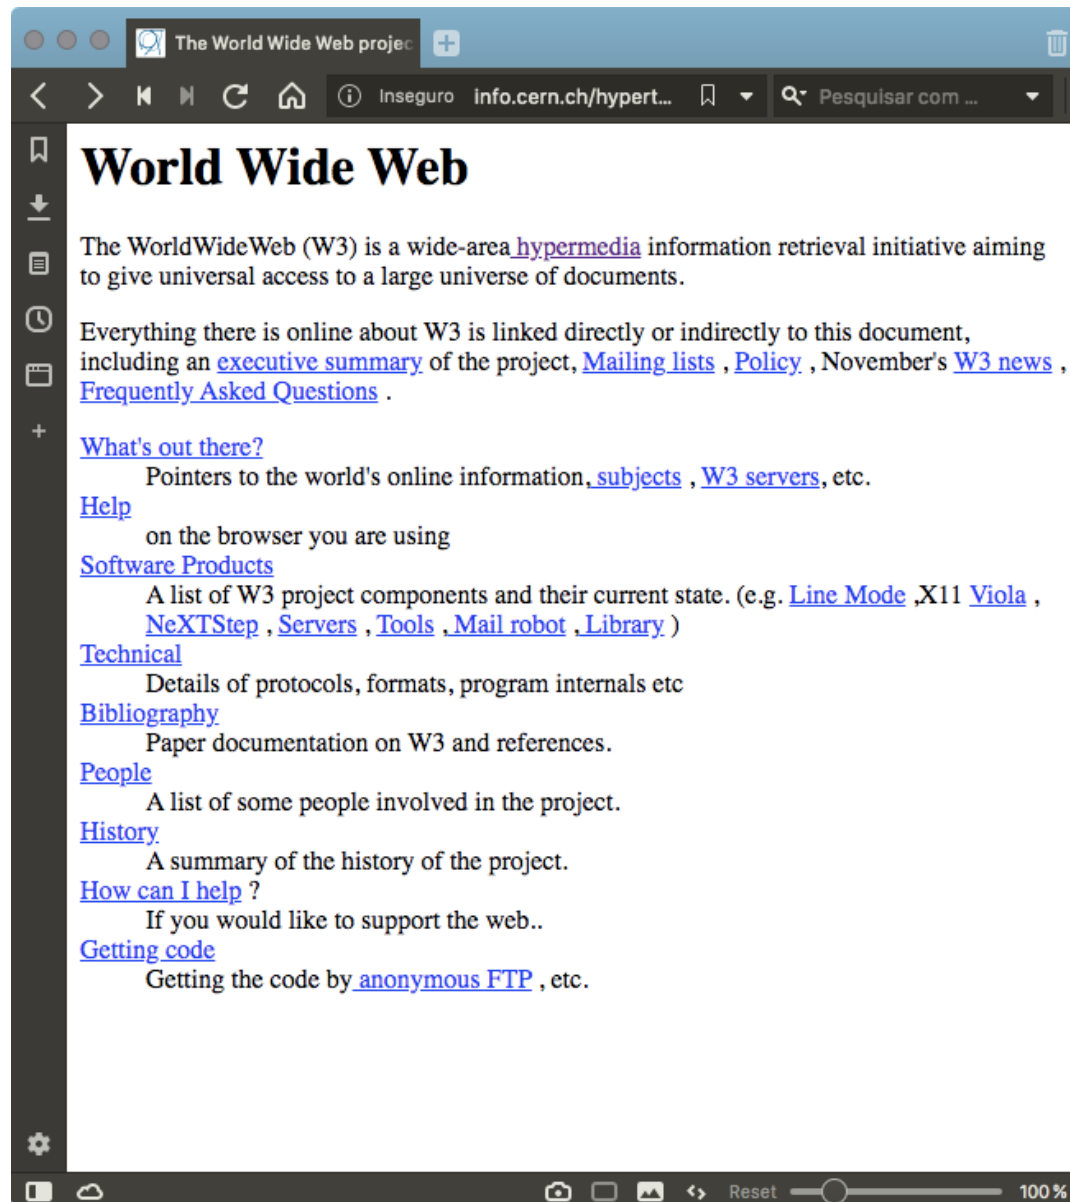 The World Wide Web projec
Inseguro info.cern.ch/hypert... Pesquisar com ...
World Wide Web
The WorldWideWeb (W3) is a wide-area hypermedia information retrieval initiative aiming
to give universal access to a large universe of documents.
Everything there is online about W3 is linked directly or indirectly to this document,
including an executive summary of the project, Mailing lists , Policy , November's W3 news ,
Frequently Asked Questions .
What's out there?
Pointers to the world's online information, subjects , W3 servers, etc.
Help
on the browser you are using
Software Products
A list of W3 project components and their current state. (e.g. Line Mode ,X11 Viola ,
NeXTStep , Servers , Tools , Mail robot , Library )
Technical
Details of protocols, formats, program internals etc
Bibliography
Paper documentation on W3 and references.
People
A list of some people involved in the project.
History
A summary of the history of the project.
How can I help ?
If you would like to support the web..
Getting code
Getting the code by anonymous FTP , etc.
Reset 100 %